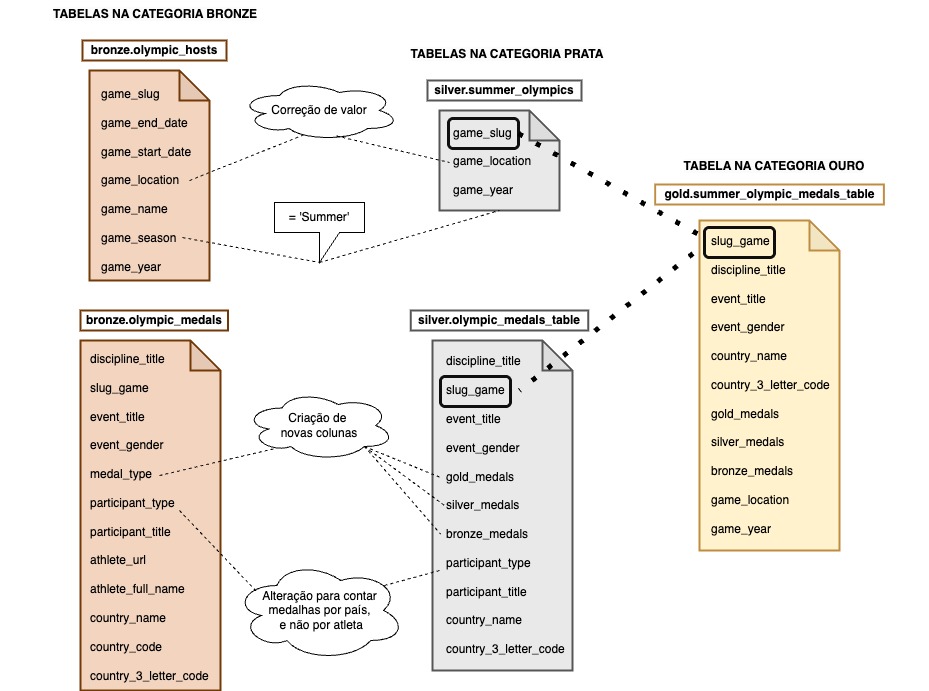 TABELAS NA CATEGORIA BRONZE
bronze.olympic_hosts
game_slug
game_end_date
game_start_date
game_location
game_name
game_season
game_year
Correção de valor
= 'Summer'
TABELAS NA CATEGORIA PRATA
silver.summer_olympics
game_slug
game_location
game_year
TABELA NA CATEGORIA OURO
gold.summer_olympic_medals_table
slug_game
discipline_title
event_title
event_gender
country_name
country_3_letter_code
gold_medals
silver_medals
bronze_medals
game_location
game_year
bronze.olympic_medals
discipline_title
slug_game
event_title
event_gender
medal_type
participant_type
participant_title
athlete_url
athlete_full_name
country_name
country_code
country_3_letter_code
Criação de
novas colunas
Alteração para contar
medalhas por país,
e não por atleta
silver.olympic_medals_table
discipline_title
slug_game
event_title
event_gender
gold_medals
silver_medals
bronze_medals
participant_type
participant_title
country_name
country_3_letter_code